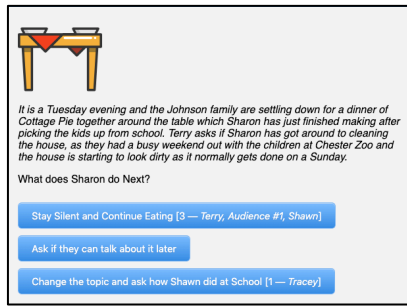 It is a Tuesday evening and the Johnson family are settling down for a dinner of
Cottage Pie together around the table which Sharon has just finished making after
picking the kids up from school. Terry asks if Sharon has got around to cleaning
the house, as they had a busy weekend out with the children at Chester Zoo and
the house is starting to look dirty as it normally gets done on a Sunday.
What does Sharon do Next?
Stay Silent and Continue Eating [3 — Terry, Audience #1, Shawn]
Ask if they can talk about it later
Change the topic and ask how Shawn did at School [1 — Tracey]